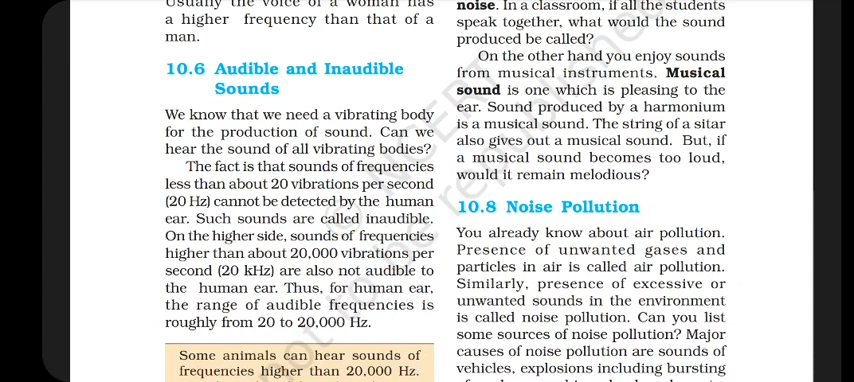 Usually the voice of a woman has
a higher frequency than that of a
man.
10.6 Audible and Inaudible
Sounds
We know that we need a vibrating body
for the production of sound. Can we
hear the sound of all vibrating bodies?
The fact is that sounds of frequencies
less than about 20 vibrations per second
(20 Hz) cannot be detected by the human
ear. Such sounds are called inaudible.
On the higher side, sounds of frequencies
higher than about 20,000 vibrations per
second (20 kHz) are also not audible to
the human ear. Thus, for human ear,
the range of audible frequencies is
roughly from 20 to 20,000 Hz.
Some animals can hear sounds of
frequencies higher than 20,000 Hz.
noise. In a classroom, if all the students
speak together, what would the sound
produced be called?
On the other hand you enjoy sounds
from musical instruments. Musical
sound is one which is pleasing to the
ear. Sound produced by a harmonium
is a musical sound. The string of a sitar
also gives out a musical sound. But, if
a musical sound becomes too loud,
would it remain melodious?
10.8 Noise Pollution
You already know about air pollution.
Presence of unwanted gases and
particles in air is called air pollution.
Similarly, presence of excessive or
unwanted sounds in the environment
is called noise pollution. Can you list
some sources of noise pollution? Major
causes of noise pollution are sounds of
vehicles, explosions including bursting
© NCERT
not to be republished